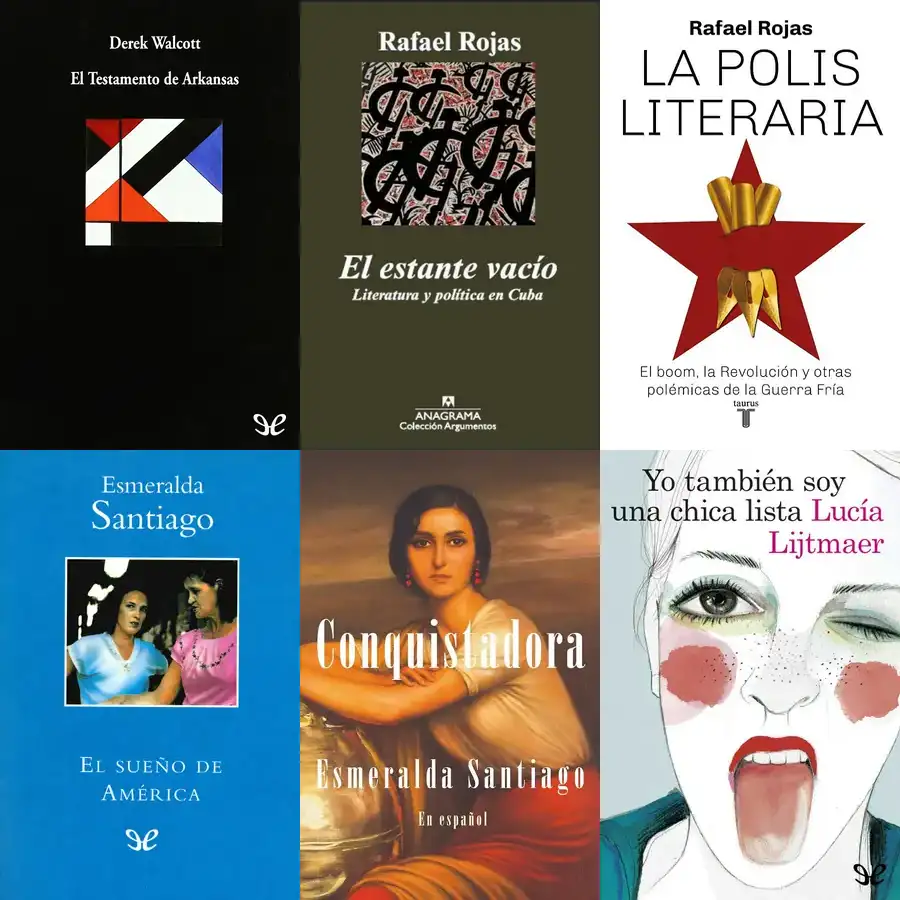 Derek Walcott
El Testamento de Arkansas
Rafael Rojas
El estante vacío
Literatura y política en Cuba
ANAGRAMA
Colección Argumentos
Rafael Rojas
LA POLIS
LITERARIA
El boom, la Revolución y otras
polémicas de la Guerra Fría
taurus
T
Esmeralda
Santiago
EL SUEÑO DE
AMÉRICA
Conquistadora
Esmeralda Santiago
En español
Yo también soy
una chica lista Lucía
Lijtmaer